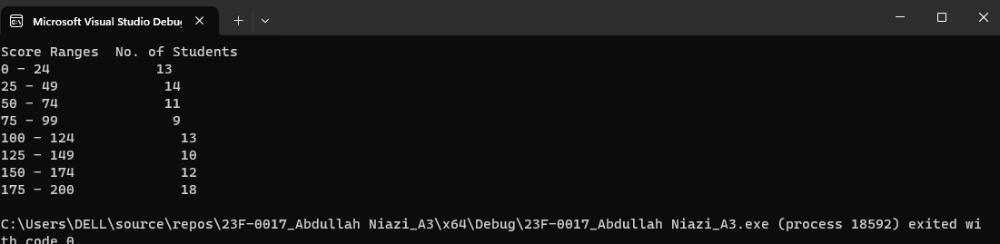 Microsoft Visual Studio Debug
Score Ranges  No. of Students
0 - 24             13
25 - 49             14
50 - 74             11
75 - 99              9
100 - 124             13
125 - 149             10
150 - 174             12
175 - 200             18
C:\Users\DELL\source\repos\23F-0017_Abdullah Niazi_A3\x64\Debug\23F-0017_Abdullah Niazi_A3.exe (process 18592) exited wi
th code 0.